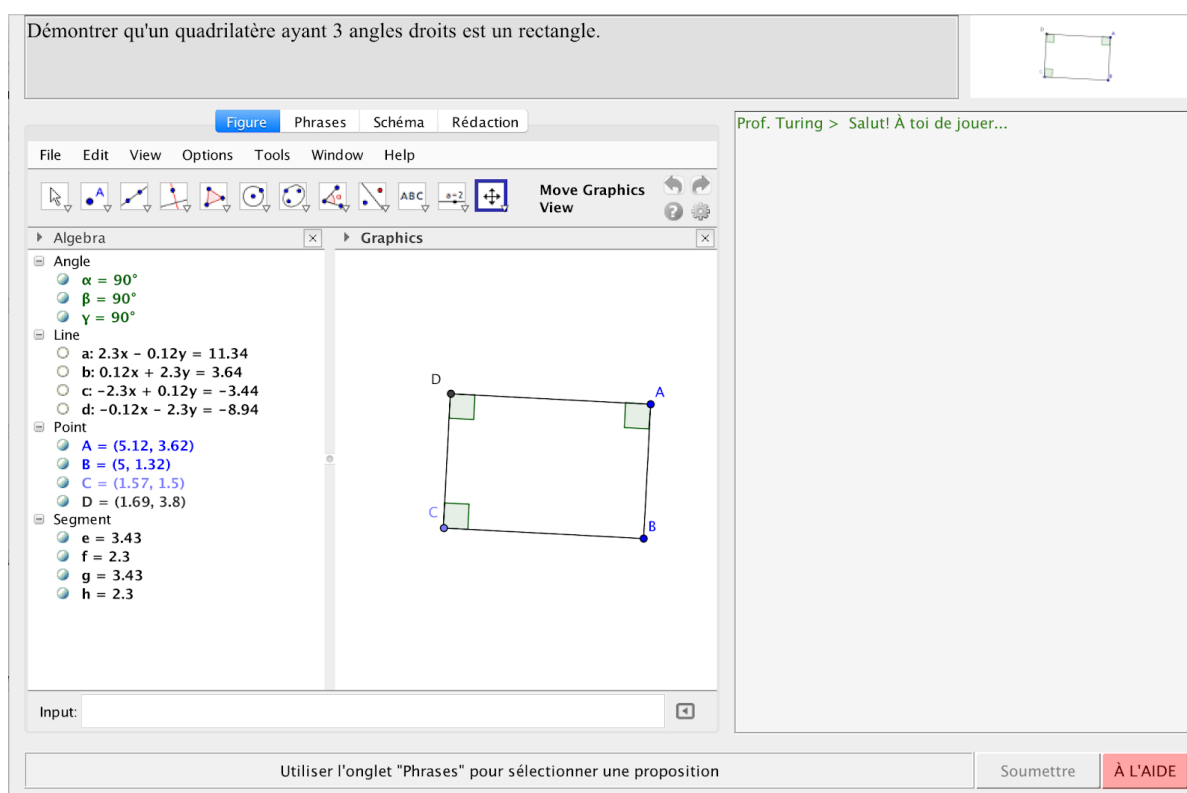 Démontrer qu'un quadrilatère ayant 3 angles droits est un rectangle.
D
A
C
B
Figure Phrases Schéma Rédaction
Prof. Turing > Salut! À toi de jouer...
File Edit View Options Tools Window Help
A
α
ABC
a=2
Move Graphics
View
?
Algebra
Graphics
Angle
α = 90°
β = 90°
γ = 90°
Line
a: 2.3x - 0.12y = 11.34
b: 0.12x + 2.3y = 3.64
c: -2.3x + 0.12y = -3.44
d: -0.12x - 2.3y = -8.94
Point
A = (5.12, 3.62)
B = (5, 1.32)
C = (1.57, 1.5)
D = (1.69, 3.8)
Segment
e = 3.43
f = 2.3
g = 3.43
h = 2.3
D
A
C
B
Input:
Utiliser l'onglet "Phrases" pour sélectionner une proposition
Soumettre
À L'AIDE